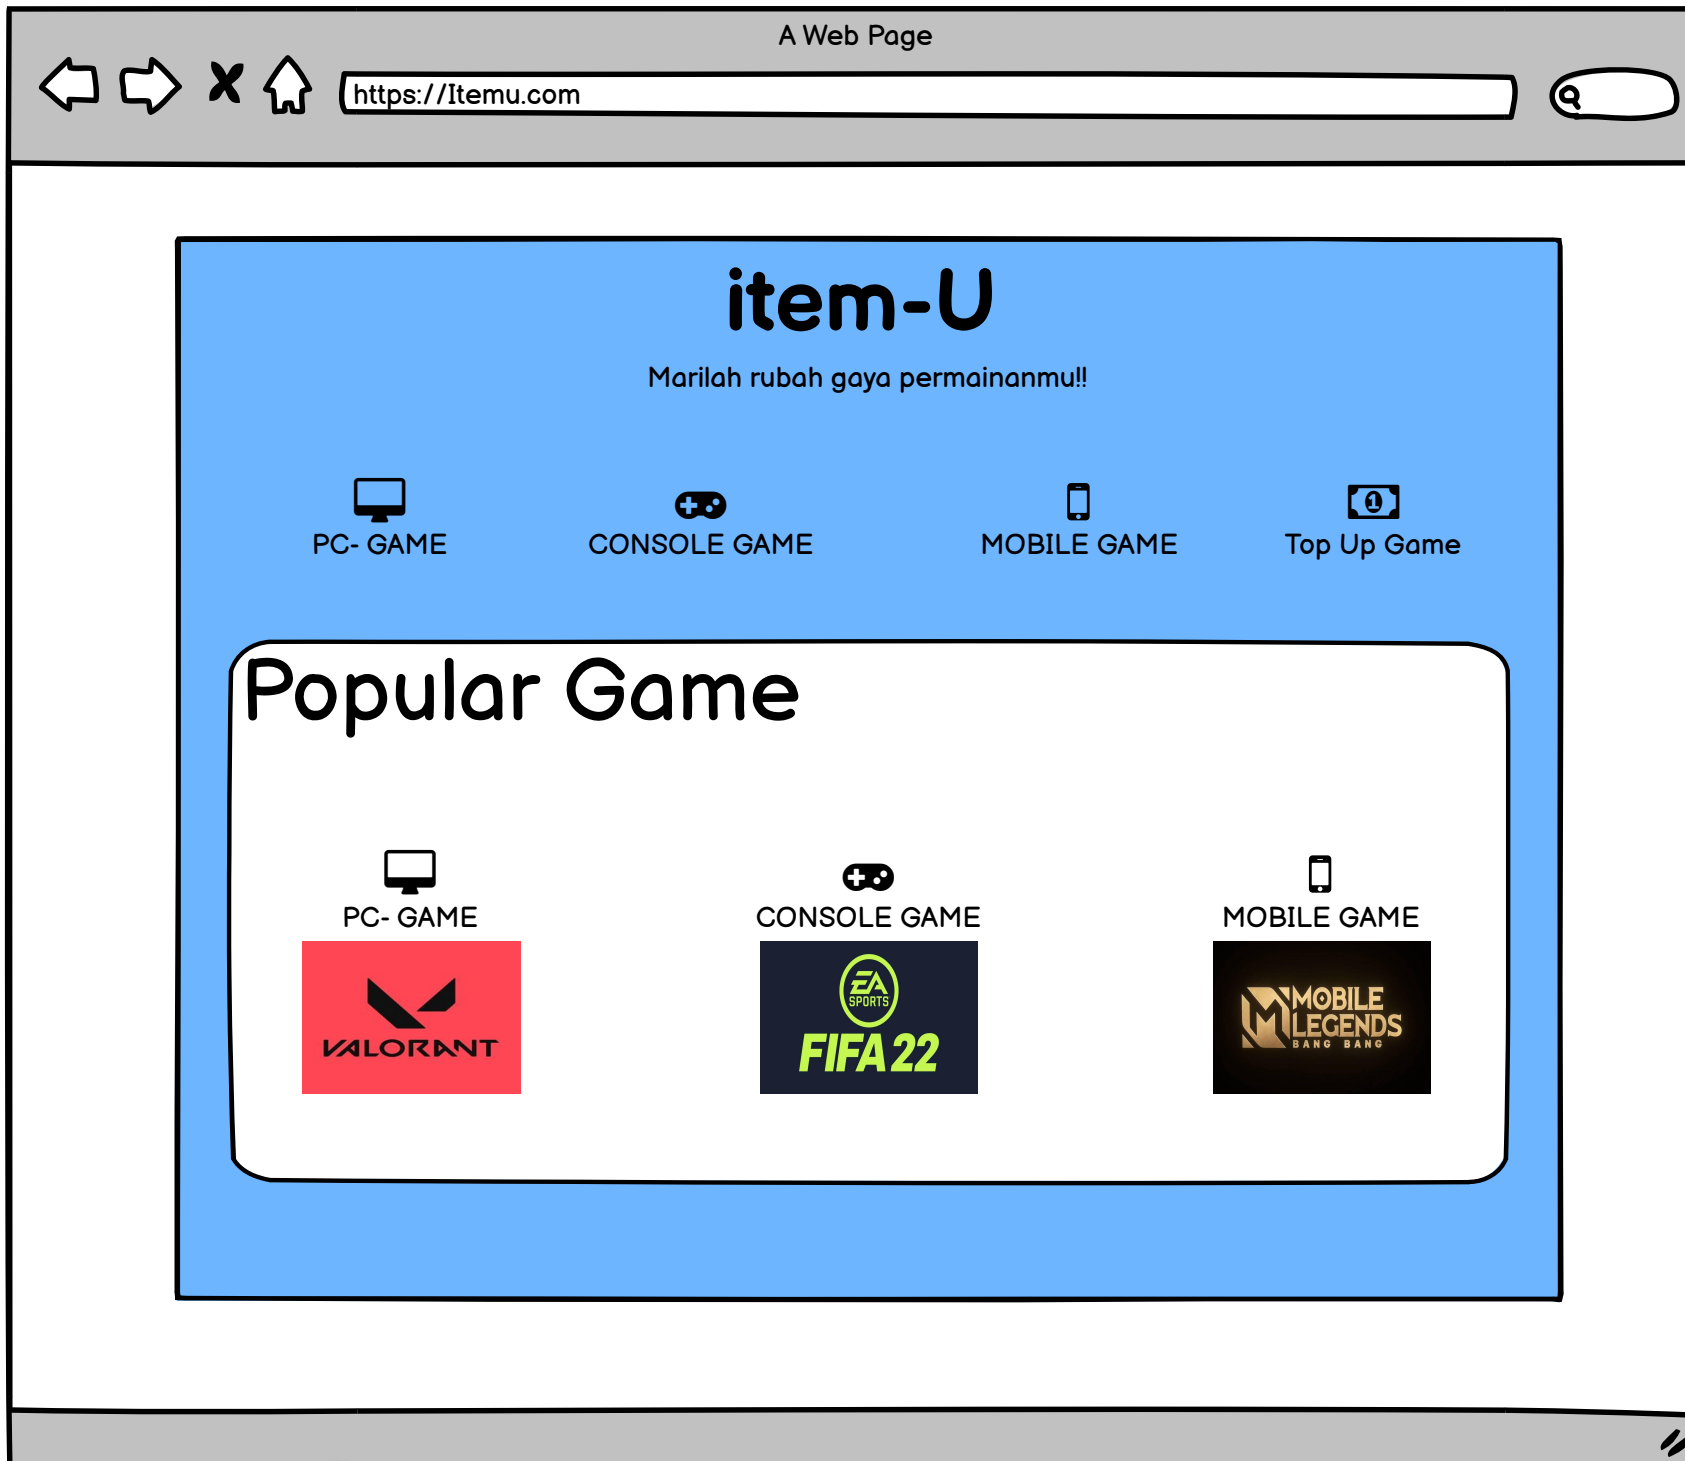 A Web Page
https://Itemu.com
item-U
Marilah rubah gaya permainanmu!!
PC- GAME
CONSOLE GAME
MOBILE GAME
1
Top Up Game
Popular Game
PC- GAME
CONSOLE GAME
MOBILE GAME
VALORANT
EA
SPORTS
FIFA 22
MOBILE
LEGENDS
BANG BANG